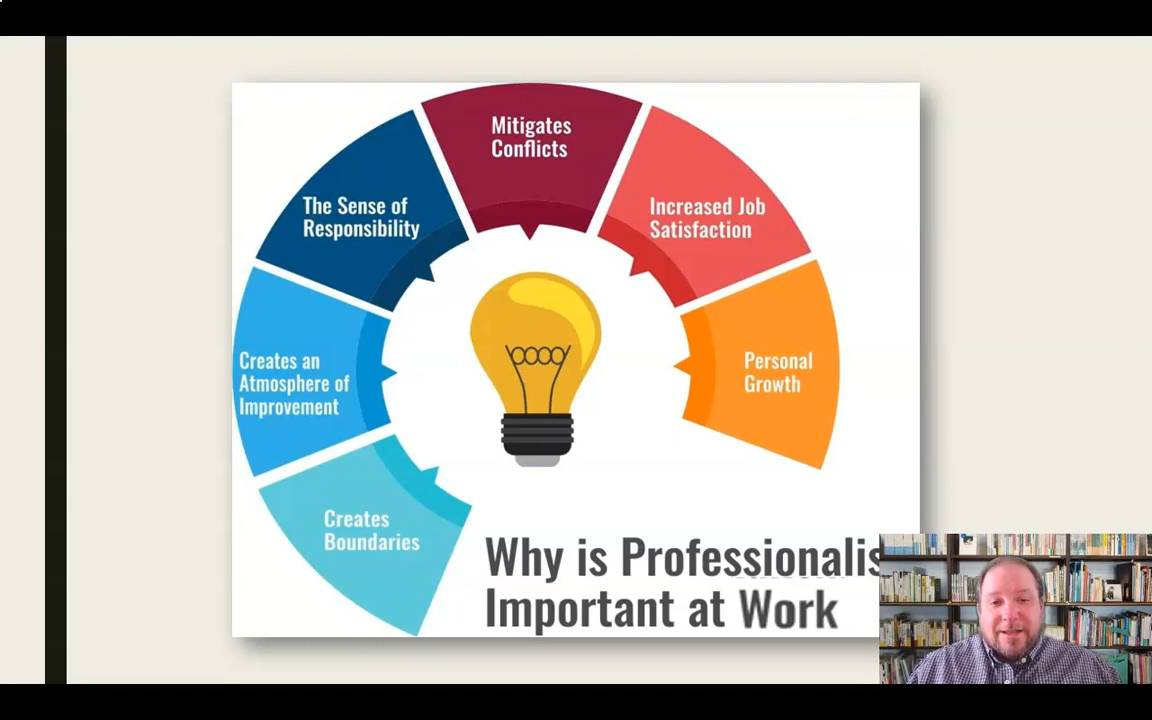 Mitigates
Conflicts
The Sense of
Responsibility
Increased Job
Satisfaction
Creates an
Atmosphere of
Improvement
Personal
Growth
Creates
Boundaries
Why is Professionalis
Important at Work